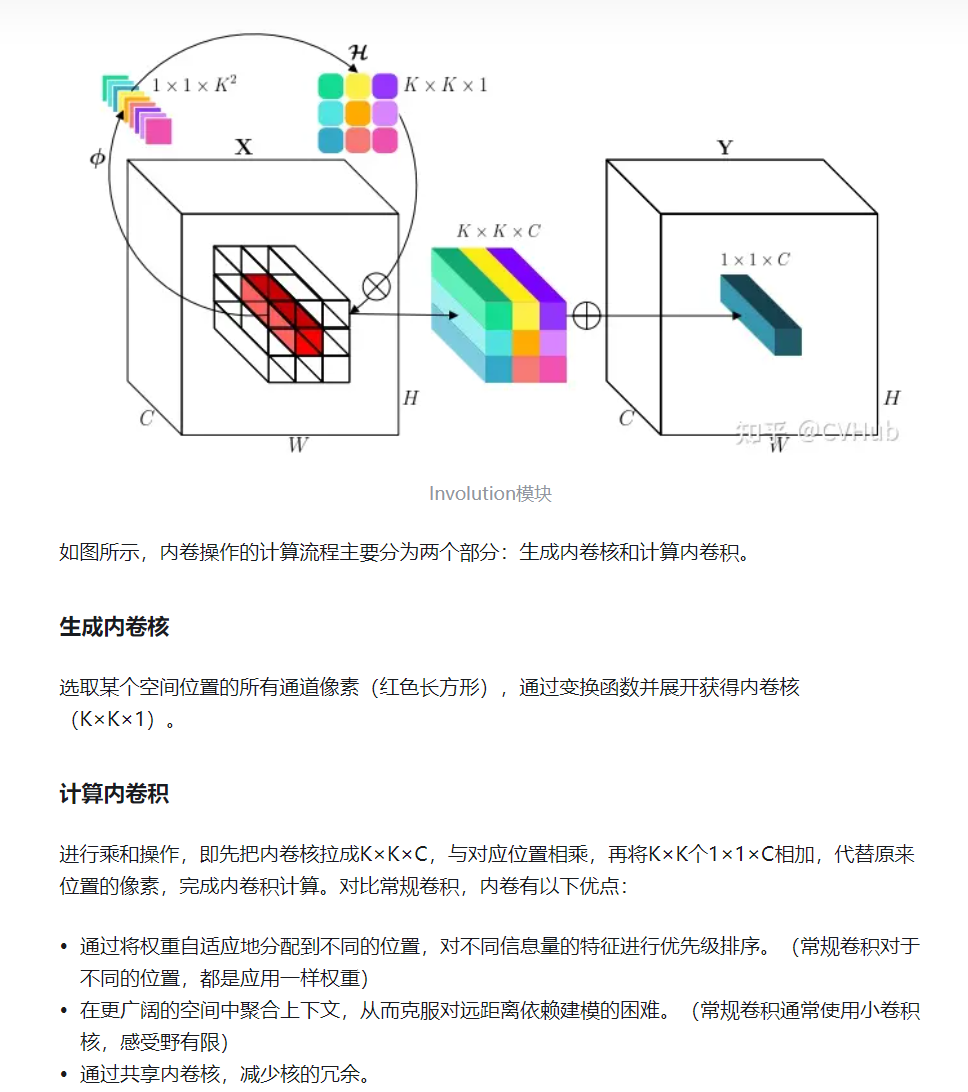 ℋ
1 × 1 × K²
K × K × 1
ϕ
X
Y
K × K × C
1 × 1 × C
H
H
C
C
W
W
知乎 @CVHub
Involution模块
如图所示，内卷操作的计算流程主要分为两个部分：生成内卷核和计算内卷积。
生成内卷核
选取某个空间位置的所有通道像素（红色长方形），通过变换函数并展开获得内卷核
（K×K×1）。
计算内卷积
进行乘和操作，即先把内卷核拉成K×K×C，与对应位置相乘，再将K×K个1×1×C相加，代替原来
位置的像素，完成内卷积计算。对比常规卷积，内卷有以下优点：
• 通过将权重自适应地分配到不同的位置，对不同信息量的特征进行优先级排序。（常规卷积对于
不同的位置，都是应用一样权重）
• 在更广阔的空间中聚合上下文，从而克服对远距离依赖建模的困难。（常规卷积通常使用小卷积
核，感受野有限）
• 通过共享内卷核，减少核的冗余。